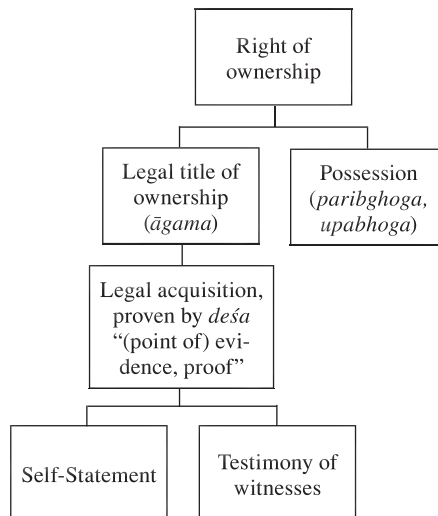 Right of
ownership
Legal title of
ownership
(āgama)
Possession
(paribghoga,
upabhoga)
Legal acquisition,
proven by deśa
“(point of) evi-
dence, proof”
Self-Statement
Testimony of
witnesses